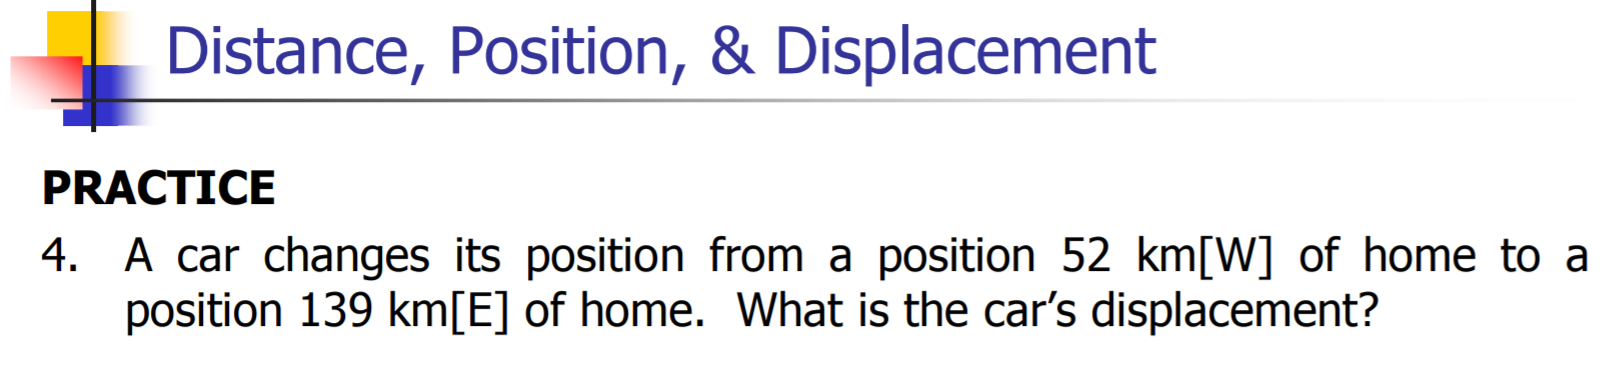 Distance, Position, & Displacement
PRACTICE
4. A car changes its position from a position 52 km[W] of home to a
position 139 km[E] of home. What is the car’s displacement?